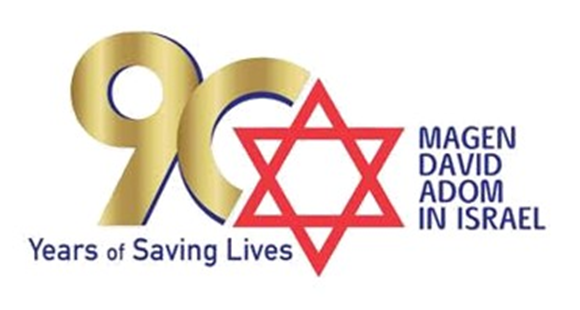 90
Years of Saving Lives
MAGEN
DAVID
ADOM
IN ISRAEL